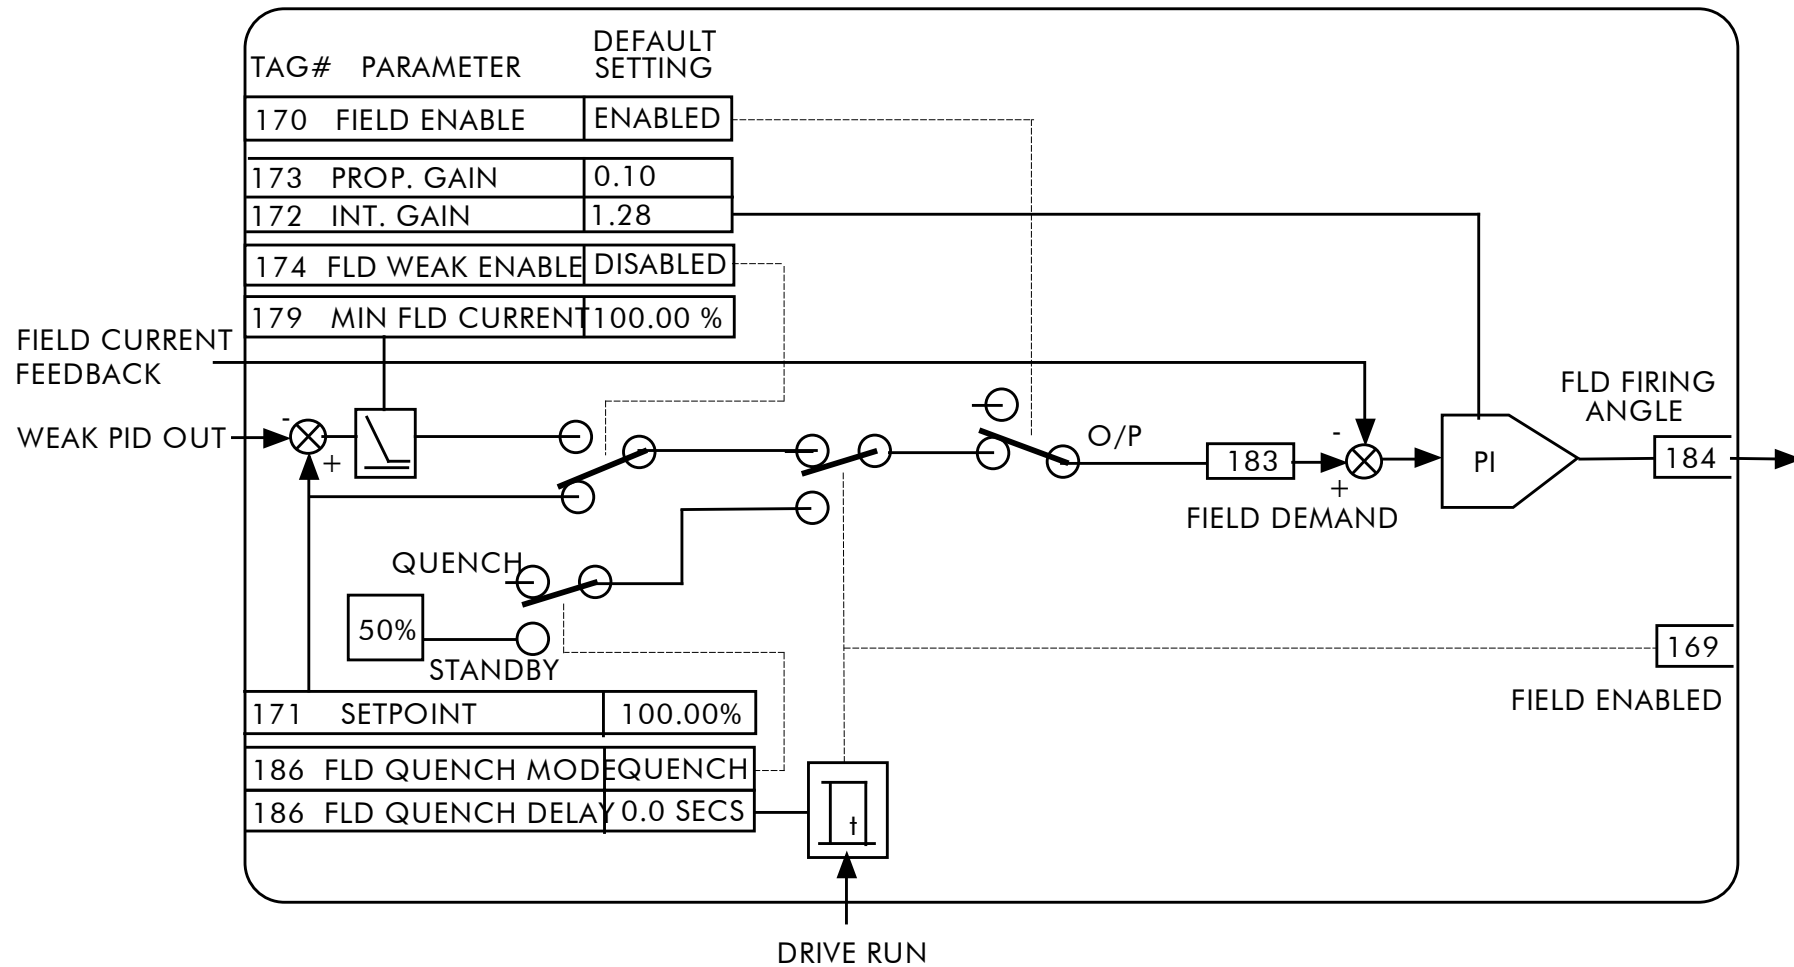 DEFAULT
TAG# PARAMETER SETTING
170 FIELD ENABLE ENABLED
173 PROP. GAIN 0.10
172 INT. GAIN 1.28
174 FLD WEAK ENABLE DISABLED
179 MIN FLD CURRENT 100.00 %
FIELD CURRENT
FEEDBACK
FLD FIRING
ANGLE
WEAK PID OUT
-
+
O/P
183
-
+
FIELD DEMAND
PI
184
QUENCH
50%
STANDBY
169
FIELD ENABLED
171 SETPOINT 100.00%
186 FLD QUENCH MODE QUENCH
186 FLD QUENCH DELAY 0.0 SECS
t
DRIVE RUN